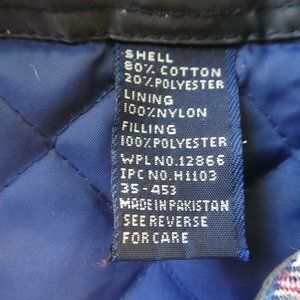 SHELL
80% COTTON
20% POLYESTER
LINING
100% NYLON
FILLING
100% POLYESTER
WPL NO. 12866
IPC NO. H1103
35-453
MADE IN PAKISTAN
SEE REVERSE
FOR CARE